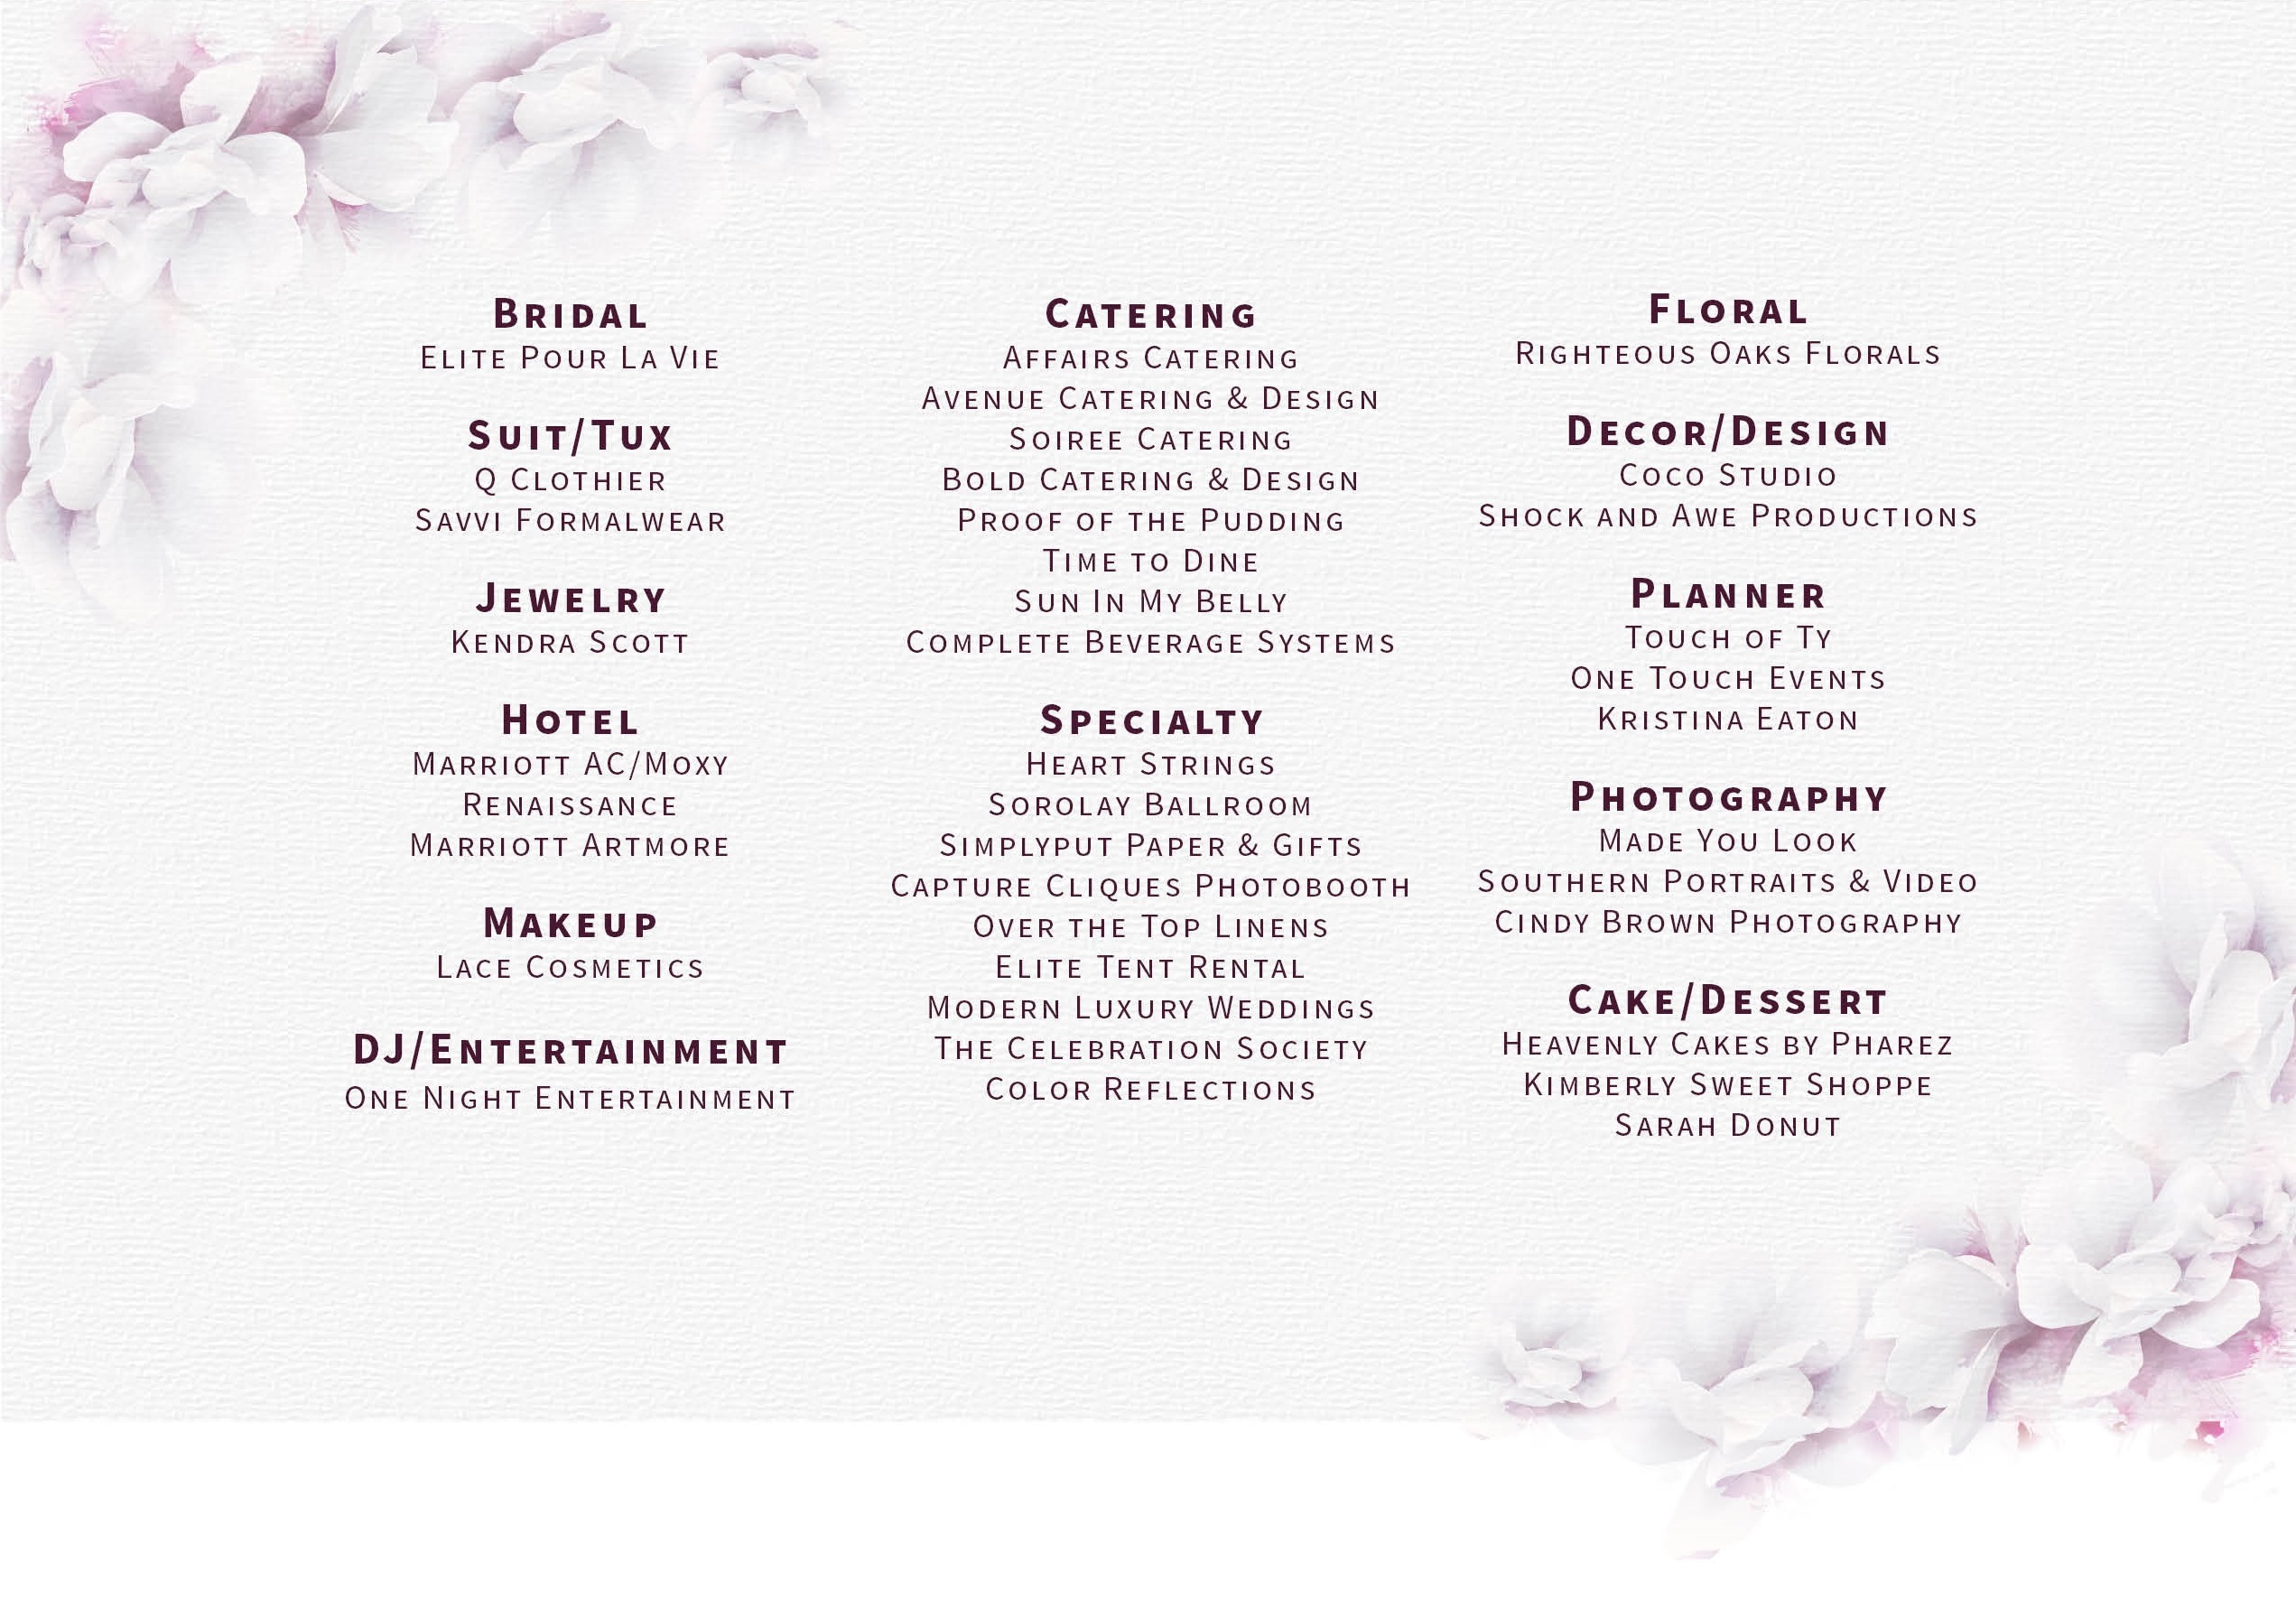 Bridal
Elite Pour La Vie
Suit/Tux
Q Clothier
Savvi Formalwear
Jewelry
Kendra Scott
Hotel
Marriott AC/Moxy
Renaissance
Marriott Artmore
Makeup
Lace Cosmetics
DJ/Entertainment
One Night Entertainment
Catering
Affairs Catering
Avenue Catering & Design
Soiree Catering
Bold Catering & Design
Proof of the Pudding
Time to Dine
Sun In My Belly
Complete Beverage Systems
Specialty
Heart Strings
Sorolay Ballroom
Simplyput Paper & Gifts
Capture Cliques Photobooth
Over the Top Linens
Elite Tent Rental
Modern Luxury Weddings
The Celebration Society
Color Reflections
Floral
Righteous Oaks Florals
Decor/Design
Coco Studio
Shock and Awe Productions
Planner
Touch of Ty
One Touch Events
Kristina Eaton
Photography
Made You Look
Southern Portraits & Video
Cindy Brown Photography
Cake/Dessert
Heavenly Cakes by Pharez
Kimberly Sweet Shoppe
Sarah Donut